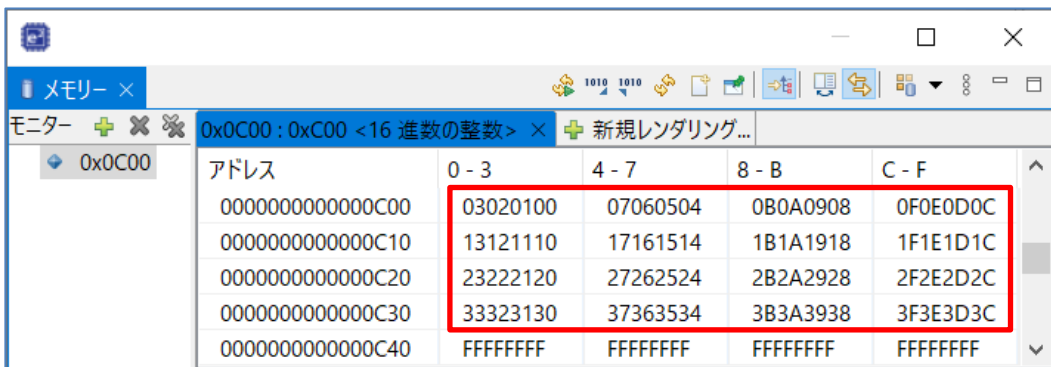 メモリー
1010 1010
モニター 0x0C00 : 0xC00 <16 進数の整数> 新規レンダリング...
0x0C00
アドレス 0 - 3 4 - 7 8 - B C - F
0000000000000C00 03020100 07060504 0B0A0908 0F0E0D0C
0000000000000C10 13121110 17161514 1B1A1918 1F1E1D1C
0000000000000C20 23222120 27262524 2B2A2928 2F2E2D2C
0000000000000C30 33323130 37363534 3B3A3938 3F3E3D3C
0000000000000C40 FFFFFFFF FFFFFFFF FFFFFFFF FFFFFFFF